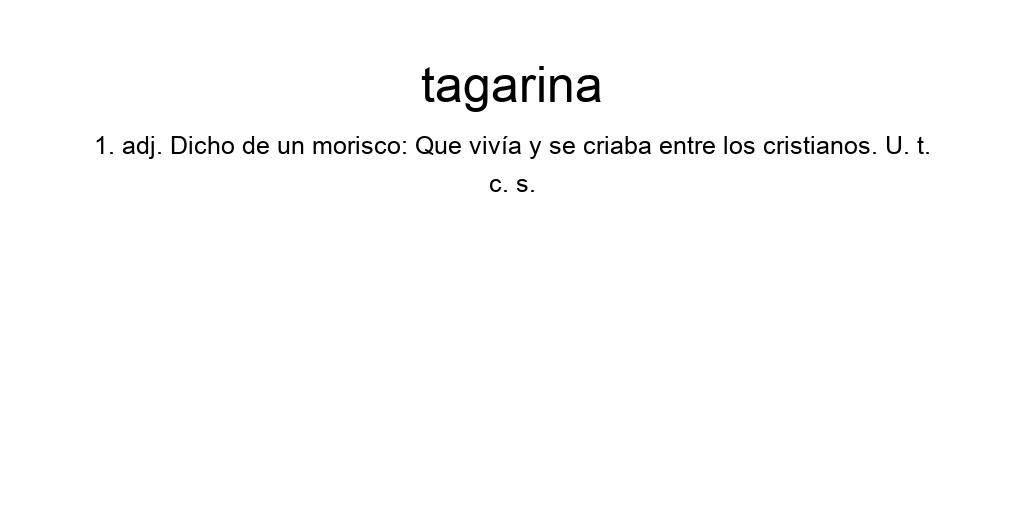 tagarina
1. adj. Dicho de un morisco: Que vivía y se criaba entre los cristianos. U. t.
c. s.